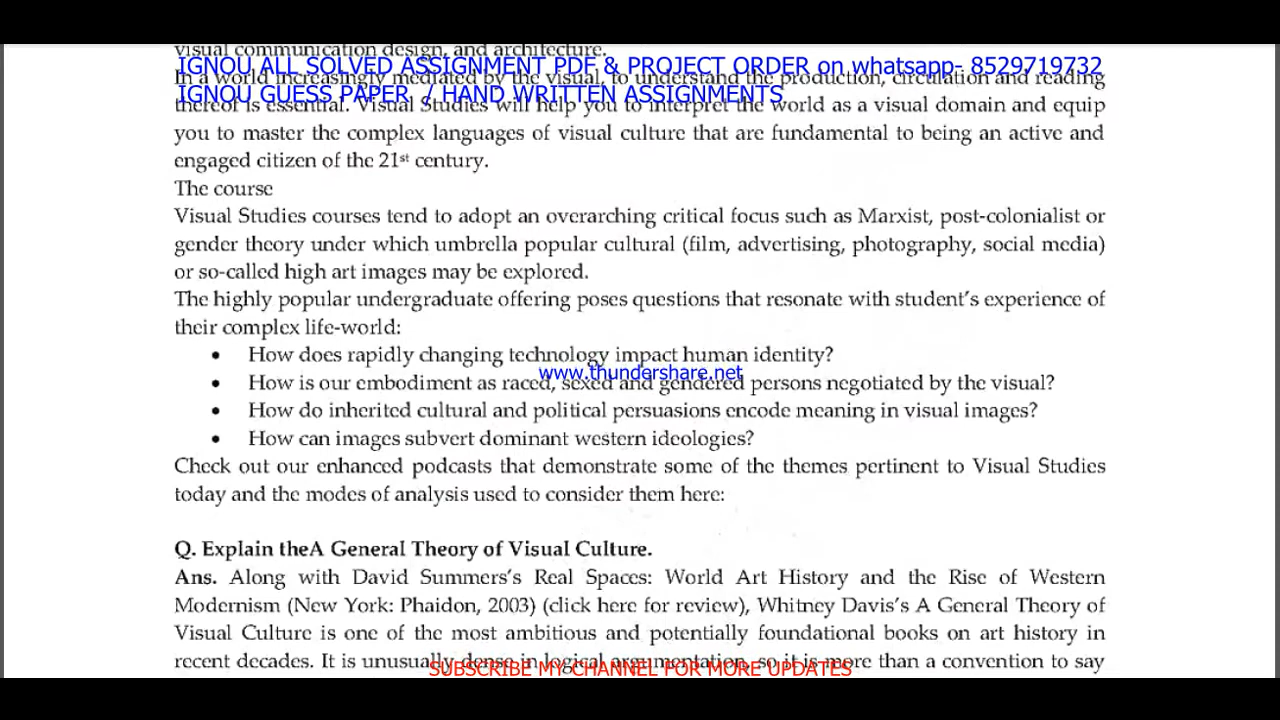 visual communication design, and architecture.
IGNOU ALL SOLVED ASSIGNMENT PDF & PROJECT ORDER on whatsapp- 8529719732
In a world increasingly mediated by the visual, to understand the production, circulation and reading
IGNOU GUESS PAPER / HAND WRITTEN ASSIGNMENTS
thereof is essential. Visual Studies will help you to interpret the world as a visual domain and equip
you to master the complex languages of visual culture that are fundamental to being an active and
engaged citizen of the 21st century.
The course
Visual Studies courses tend to adopt an overarching critical focus such as Marxist, post-colonialist or
gender theory under which umbrella popular cultural (film, advertising, photography, social media)
or so-called high art images may be explored.
The highly popular undergraduate offering poses questions that resonate with student's experience of
their complex life-world:
• How does rapidly changing technology impact human identity?
www.thundershare.net
• How is our embodiment as raced, sexed and gendered persons negotiated by the visual?
• How do inherited cultural and political persuasions encode meaning in visual images?
• How can images subvert dominant western ideologies?
Check out our enhanced podcasts that demonstrate some of the themes pertinent to Visual Studies
today and the modes of analysis used to consider them here:
Q. Explain theA General Theory of Visual Culture.
Ans. Along with David Summers's Real Spaces: World Art History and the Rise of Western
Modernism (New York: Phaidon, 2003) (click here for review), Whitney Davis's A General Theory of
Visual Culture is one of the most ambitious and potentially foundational books on art history in
recent decades. It is unusually dense in logical argumentation, so it is more than a convention to say
SUBSCRIBE MY CHANNEL FOR MORE UPDATES